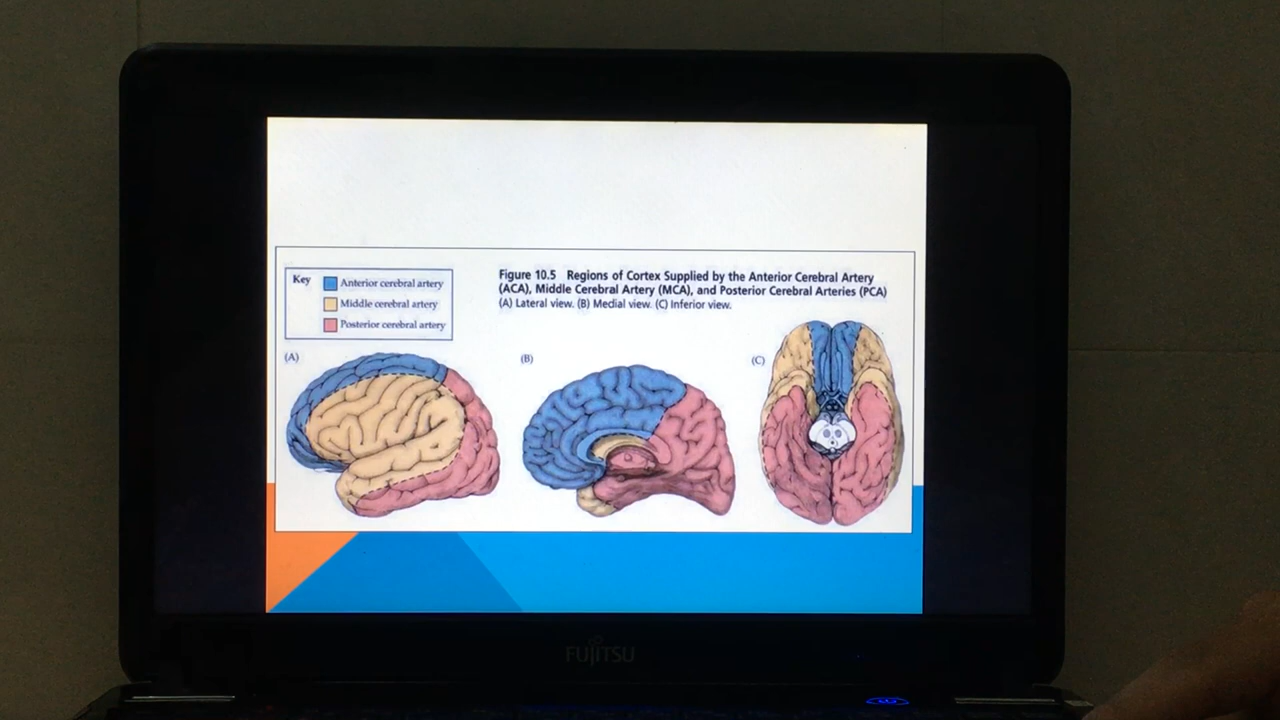 Key
Anterior cerebral artery
Middle cerebral artery
Posterior cerebral artery
Figure 10.5 Regions of Cortex Supplied by the Anterior Cerebral Artery
(ACA), Middle Cerebral Artery (MCA), and Posterior Cerebral Arteries (PCA)
(A) Lateral view. (B) Medial view. (C) Inferior view.
(A)
(B)
(C)
FUJITSU